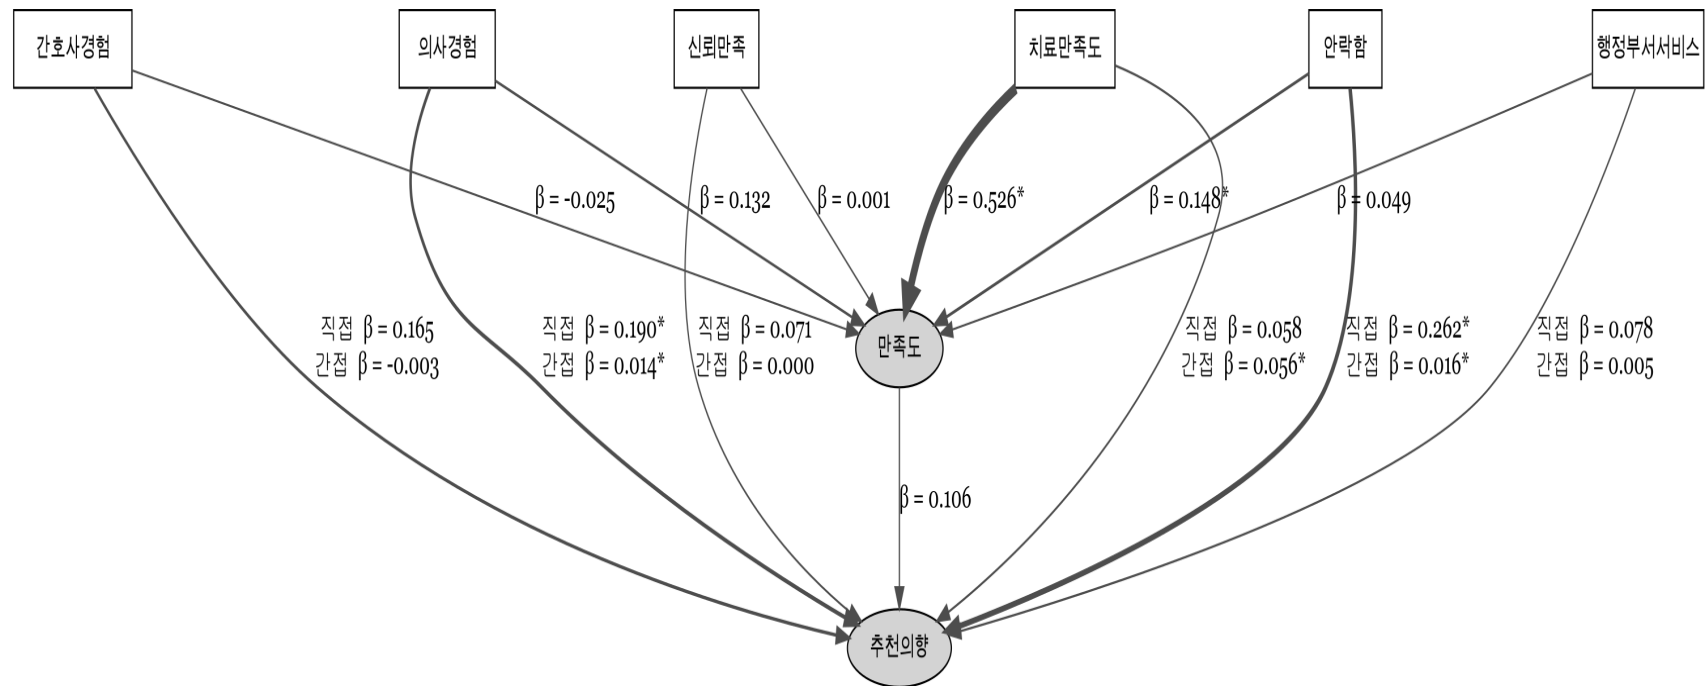 간호사경험
의사경험
신뢰만족
치료만족도
안락함
행정부서서비스
β = -0.025
β = 0.132
β = 0.001
β = 0.526*
β = 0.148*
β = 0.049
직접 β = 0.165
간접 β = -0.003
직접 β = 0.190*
간접 β = 0.014*
직접 β = 0.071
간접 β = 0.000
만족도
직접 β = 0.058
간접 β = 0.056*
직접 β = 0.262*
간접 β = 0.016*
직접 β = 0.078
간접 β = 0.005
β = 0.106
추천의향